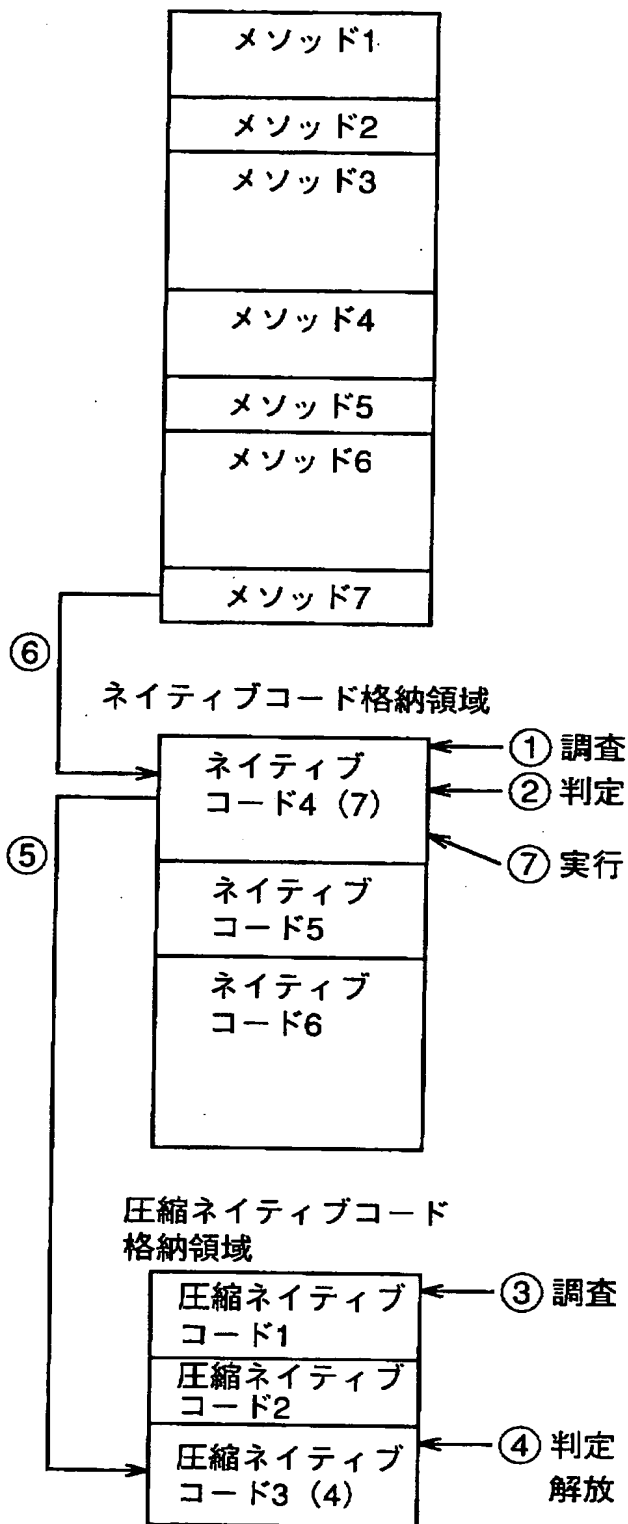 メソッド1
メソッド2
メソッド3
メソッド4
メソッド5
メソッド6
メソッド7
⑥
ネイティブコード格納領域
ネイティブ
コード4（7）
① 調査
② 判定
⑦ 実行
⑤
ネイティブ
コード5
ネイティブ
コード6
圧縮ネイティブコード
格納領域
圧縮ネイティブ
コード1
③ 調査
圧縮ネイティブ
コード2
圧縮ネイティブ
コード3（4）
④ 判定
解放